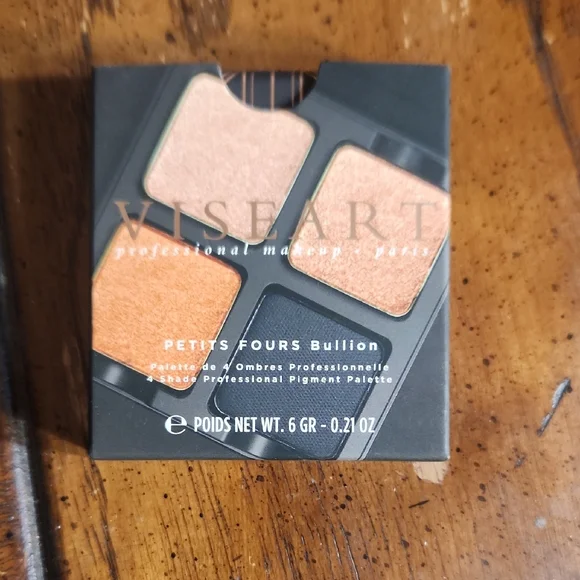 VISEART
professional makeup - paris
PETITS FOURS Bullion
Palette de 4 Ombres Professionnelle
4 Shade Professional Pigment Palette
℮ POIDS NET WT. 6 GR - 0.21 OZ